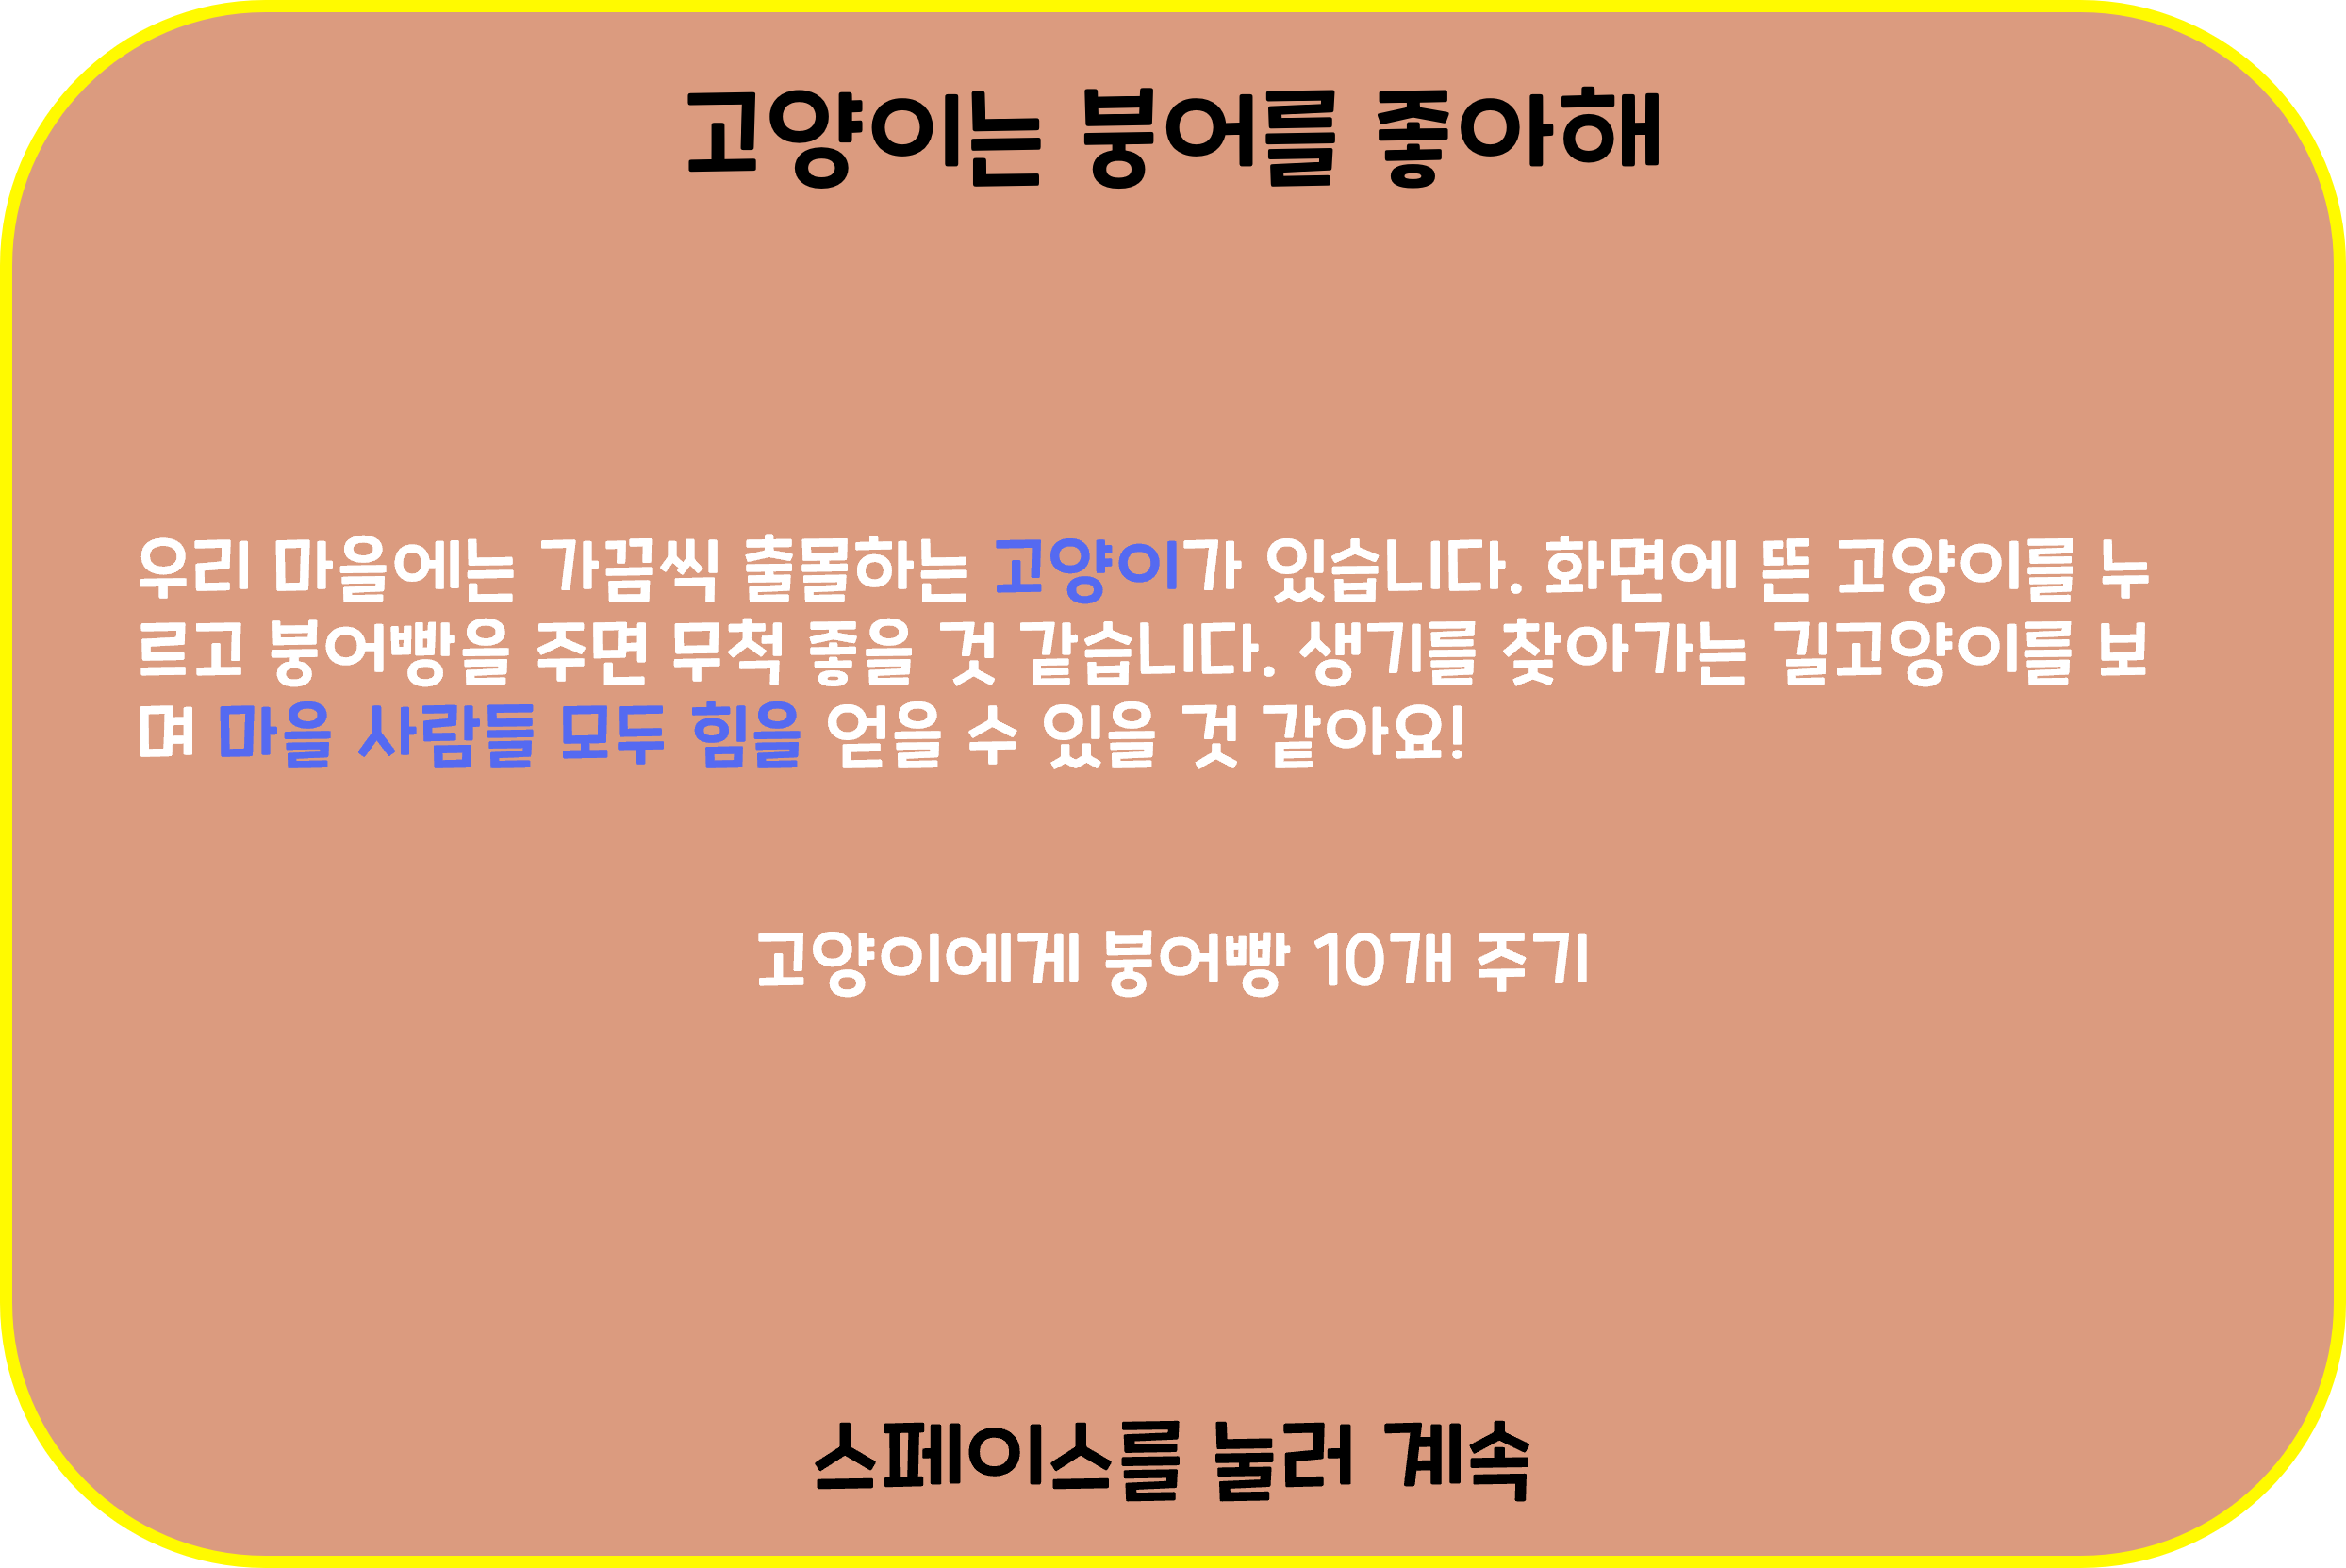 고양이는 붕어를 좋아해
우리 마을에는 가끔씩 출몰하는 고양이가 있습니다. 화면에 뜬 고양이를 누
르고 붕어빵을 주면 무척 좋을 것 같습니다. 생기를 찾아가는 길고양이를 보
며 마을 사람들 모두 힘을 얻을 수 있을 것 같아요!
고양이에게 붕어빵 10개 주기
스페이스를 눌러 계속